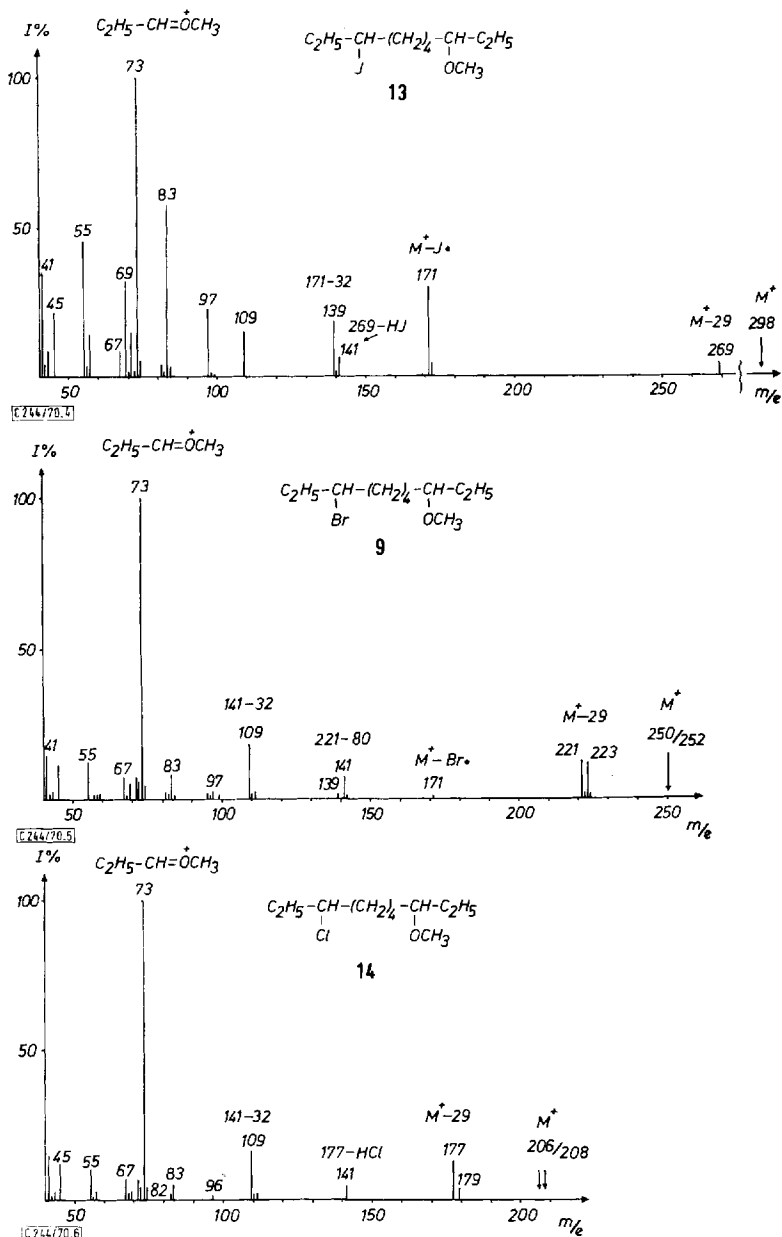 C₂H₅-CH=O⁺CH₃
I%
C₂H₅-CH-(CH₂)₄-CH-C₂H₅
J OCH₃
13
100
73
83
50
55
41
45
69
67
97
109
171-32
139
141
269-HJ
M⁺-J•
171
M⁺-29
269
M⁺
298
50 100 150 200 250 m/e
C244/70.4
C₂H₅-CH=O⁺CH₃
I%
C₂H₅-CH-(CH₂)₄-CH-C₂H₅
Br OCH₃
9
100
73
50
41
55
67
83
97
141-32
109
221-80
141
139
M⁺-Br•
171
M⁺-29
221 223
M⁺
250/252
50 100 150 200 250 m/e
C244/70.5
C₂H₅-CH=O⁺CH₃
I%
C₂H₅-CH-(CH₂)₄-CH-C₂H₅
Cl OCH₃
14
100
73
50
45
55
67
82
83
96
141-32
109
177-HCl
141
M⁺-29
177
179
M⁺
206/208
50 100 150 200 m/e
C244/70.6